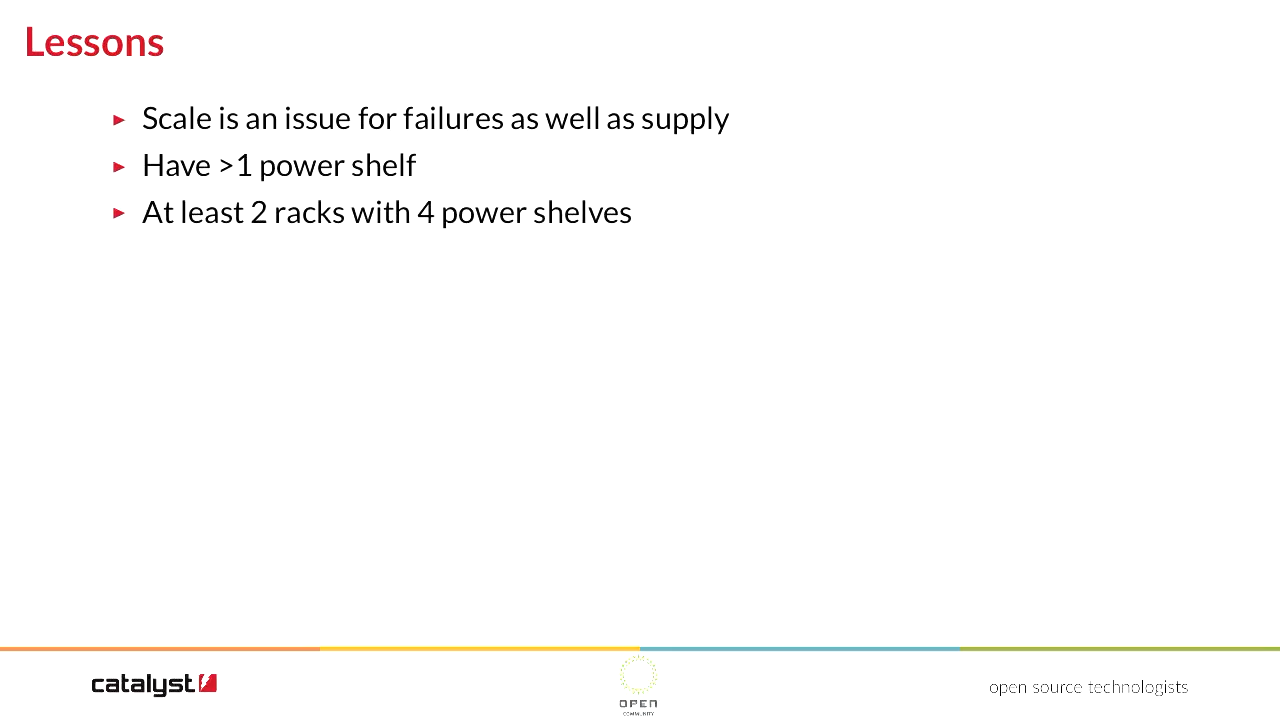 Lessons
Scale is an issue for failures as well as supply
Have >1 power shelf
At least 2 racks with 4 power shelves
catalyst
OPEN
COMMUNITY
open source technologists